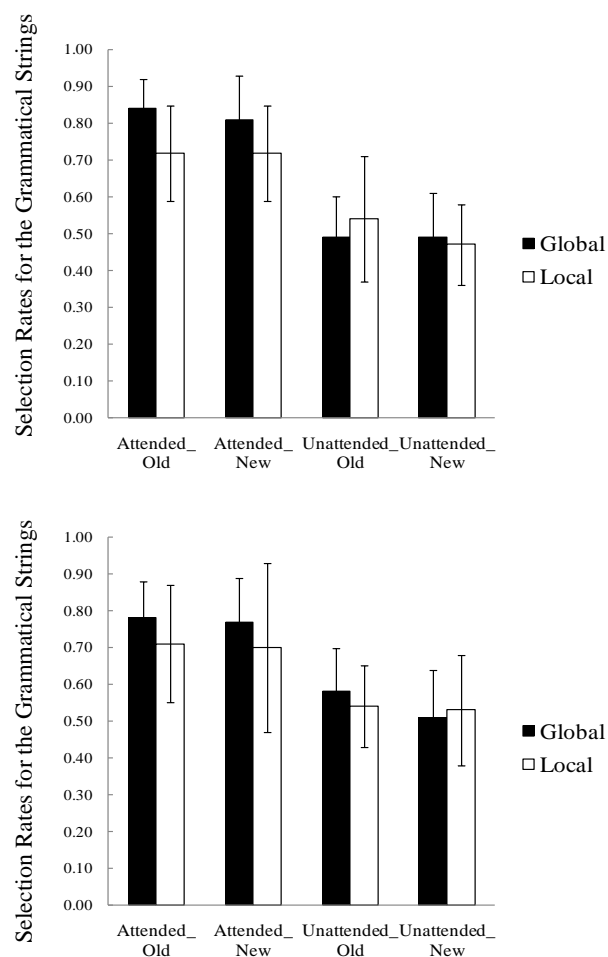 Selection Rates for the Grammatical Strings
1.00
0.90
0.80
0.70
0.60
0.50
0.40
0.30
0.20
0.10
0.00
Attended_ Attended_ Unattended_ Unattended_
Old New Old New
Global
Local
Selection Rates for the Grammatical Strings
1.00
0.90
0.80
0.70
0.60
0.50
0.40
0.30
0.20
0.10
0.00
Attended_ Attended_ Unattended_ Unattended_
Old New Old New
Global
Local